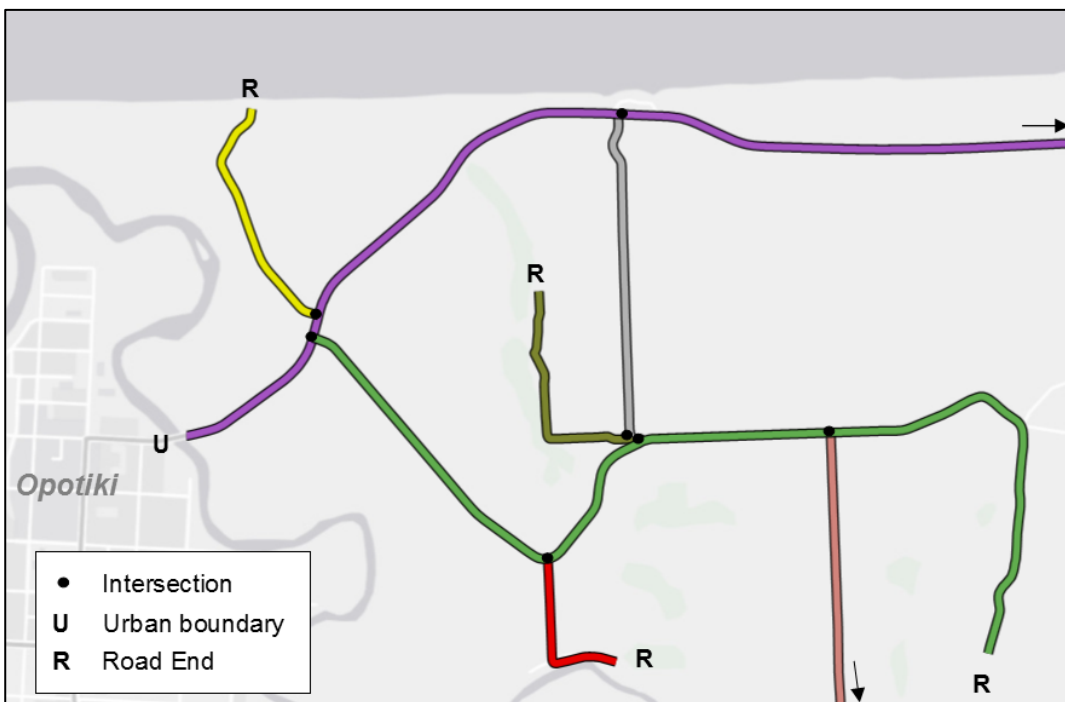 R
R
U
Opotiki
Intersection
U Urban boundary
R Road End
R
R